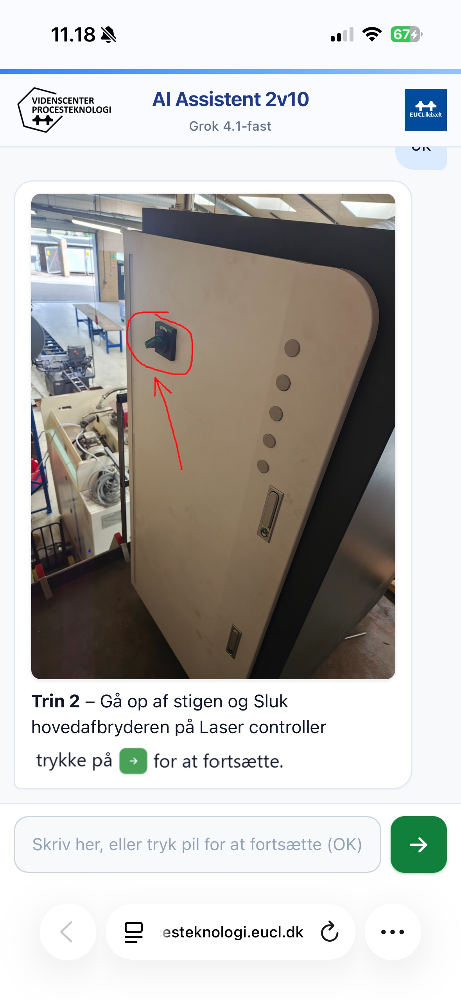 11.18
67
VIDENSCENTER
PROCESTEKNOLOGI
AI Assistent 2v10
Grok 4.1-fast
EUCLillebælt
ok
Trin 2 – Gå op af stigen og Sluk
hovedafbryderen på Laser controller
trykke på → for at fortsætte.
Skriv her, eller tryk pil for at fortsætte (OK)
esteknologi.eucl.dk